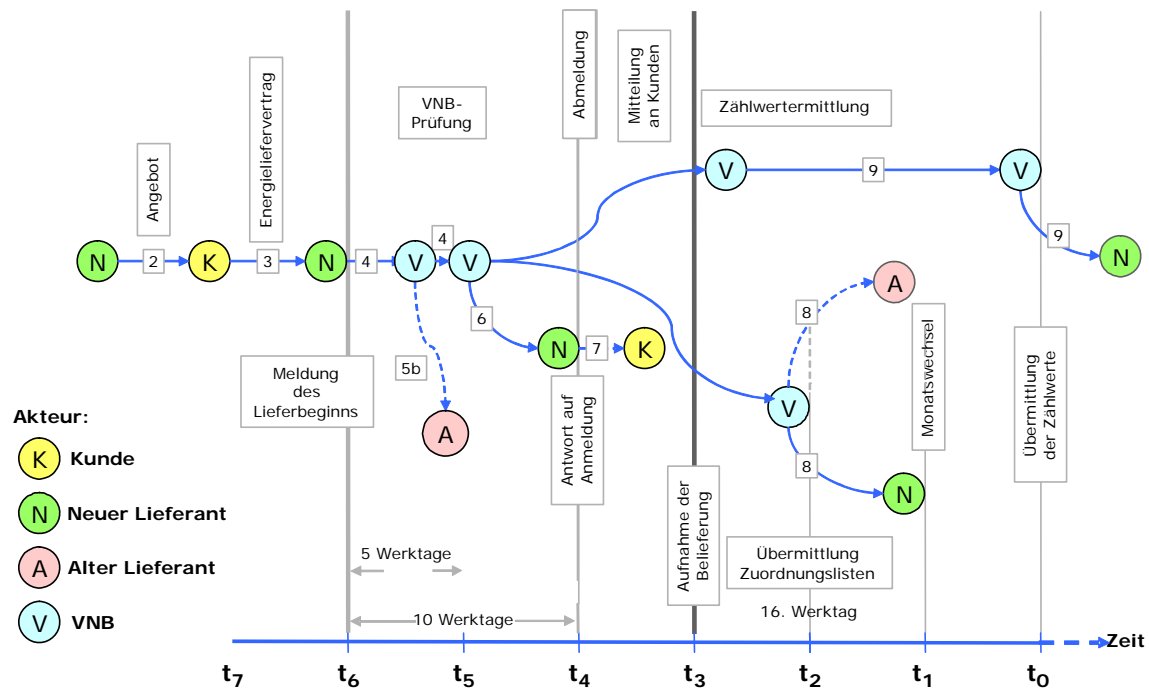 Angebot
Energieliefervertrag
VNB-
Prüfung
Abmeldung
Mitteilung
an Kunden
Zählwertermittlung
V
9
V
9
N
N
2
K
3
N
4
V
4
V
6
5b
A
N
7
K
8
A
V
8
N
Meldung
des
Lieferbeginns
Antwort auf
Anmeldung
Aufnahme der
Belieferung
Monatswechsel
Übermittlung
der Zählwerte
Übermittlung
Zuordnungslisten
16. Werktag
5 Werktage
10 Werktage
Akteur:
K Kunde
N Neuer Lieferant
A Alter Lieferant
V VNB
Zeit
t7 t6 t5 t4 t3 t2 t1 t0